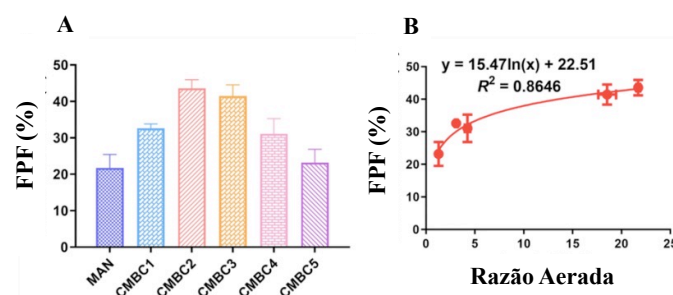 A
FPF (%)
50
40
30
20
10
0
MAN
CMBC1
CMBC2
CMBC3
CMBC4
CMBC5
B
y = 15.47ln(x) + 22.51
R² = 0.8646
FPF (%)
50
40
30
20
10
0
0 5 10 15 20 25
Razão Aerada